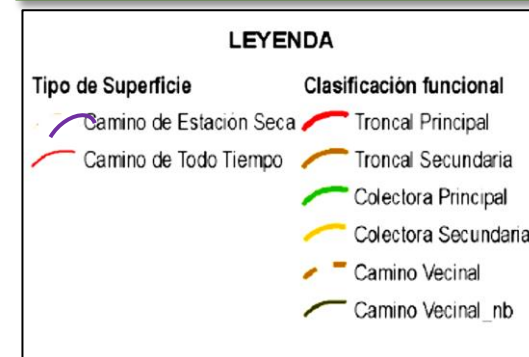 LEYENDA
Tipo de Superficie
Camino de Estación Seca
Camino de Todo Tiempo
Clasificación funcional
Troncal Principal
Troncal Secundaria
Colectora Principal
Colectora Secundaria
Camino Vecinal
Camino Vecinal_nb